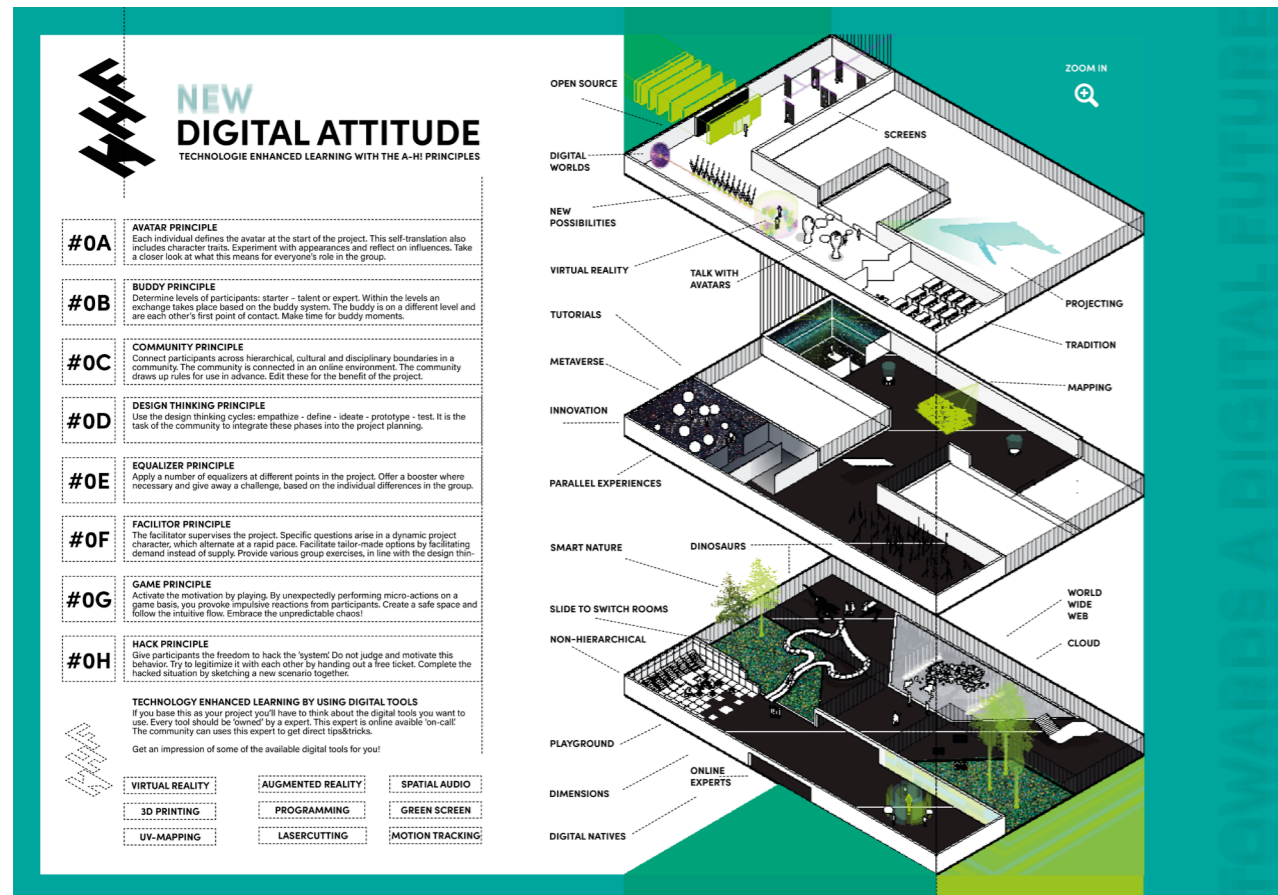 NEW
DIGITAL ATTITUDE
TECHNOLOGIE ENHANCED LEARNING WITH THE A-H! PRINCIPLES
#0A
AVATAR PRINCIPLE
Each individual defines the avatar at the start of the project. This self-translation also
includes character traits. Experiment with appearances and reflect on influences. Take
a closer look at what this means for everyone's role in the group.
#0B
BUDDY PRINCIPLE
Determine levels of participants: starter – talent or expert. Within the levels an
exchange takes place based on the buddy system. The buddy is on a different level and
are each other's first point of contact. Make time for buddy moments.
#0C
COMMUNITY PRINCIPLE
Connect participants across hierarchical, cultural and disciplinary boundaries in a
community. The community is connected in an online environment. The community
draws up rules for use in advance. Edit these for the benefit of the project.
#0D
DESIGN THINKING PRINCIPLE
Use the design thinking cycles: empathize - define - ideate - prototype - test. It is the
task of the community to integrate these phases into the project planning.
#0E
EQUALIZER PRINCIPLE
Apply a number of equalizers at different points in the project. Offer a booster where
necessary and give away a challenge, based on the individual differences in the group.
#0F
FACILITOR PRINCIPLE
The facilitator supervises the project. Specific questions arise in a dynamic project
character, which alternate at a rapid pace. Facilitate tailor-made options by facilitating
demand instead of supply. Provide various group exercises, in line with the design thin-
#0G
GAME PRINCIPLE
Activate the motivation by playing. By unexpectedly performing micro-actions on a
game basis, you provoke impulsive reactions from participants. Create a safe space and
follow the intuitive flow. Embrace the unpredictable chaos!
#0H
HACK PRINCIPLE
Give participants the freedom to hack the 'system'. Do not judge and motivate this
behavior. Try to legitimize it with each other by handing out a free ticket. Complete the
hacked situation by sketching a new scenario together.
TECHNOLOGY ENHANCED LEARNING BY USING DIGITAL TOOLS
If you base this as your project you'll have to think about the digital tools you want to
use. Every tool should be 'owned' by a expert. This expert is online avaible 'on-call'.
The community can uses this expert to get direct tips&tricks.
Get an impression of some of the available digital tools for you!
VIRTUAL REALITY
AUGMENTED REALITY
SPATIAL AUDIO
3D PRINTING
PROGRAMMING
GREEN SCREEN
UV-MAPPING
LASERCUTTING
MOTION TRACKING
OPEN SOURCE
DIGITAL
WORLDS
NEW
POSSIBILITIES
VIRTUAL REALITY
TALK WITH
AVATARS
SCREENS
ZOOM IN
PROJECTING
TRADITION
MAPPING
TUTORIALS
METAVERSE
INNOVATION
PARALLEL EXPERIENCES
SMART NATURE
DINOSAURS
SLIDE TO SWITCH ROOMS
NON-HIERARCHICAL
WORLD
WIDE
WEB
CLOUD
PLAYGROUND
ONLINE
EXPERTS
DIMENSIONS
DIGITAL NATIVES
TOWARDS A DIGITAL FUTURE